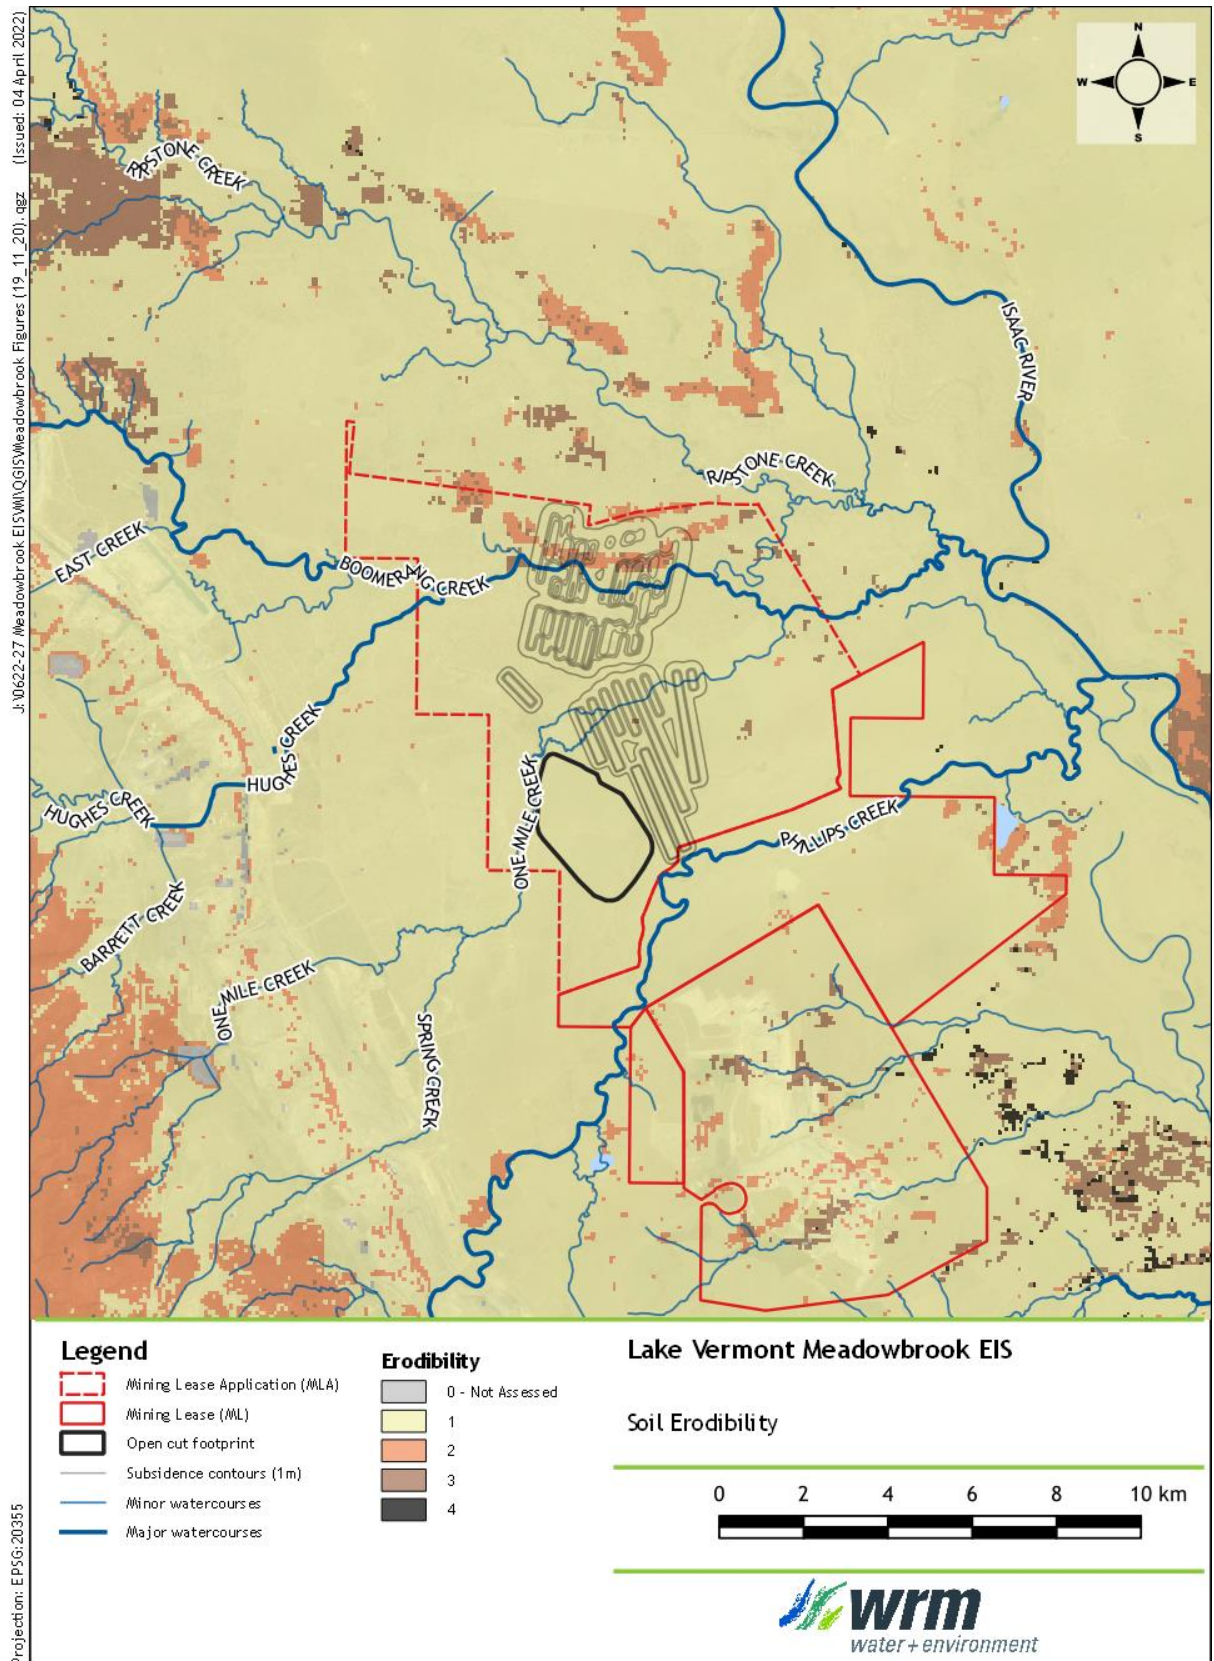 J:\0622-27 Meadowbrook EIS\WI\QGIS\Meadowbrook Figures (19_11_20).qgz (Issued: 04 April 2022)
N
W
E
S
RIPSTONE CREEK
ISAAC RIVER
RIPSTONE CREEK
EAST CREEK
BOOMERANG CREEK
HUGHES CREEK
HUGHES CREEK
ONE MILE CREEK
PHILLIPS CREEK
BARRETT CREEK
ONE MILE CREEK
SPRING CREEK
Legend
Mining Lease Application (MLA)
Mining Lease (ML)
Open cut footprint
Subsidence contours (1m)
Minor watercourses
Major watercourses
Erodibility
0 - Not Assessed
1
2
3
4
Lake Vermont Meadowbrook EIS
Soil Erodibility
0 2 4 6 8 10 km
wrm
water + environment
Projection: EPSG:20355